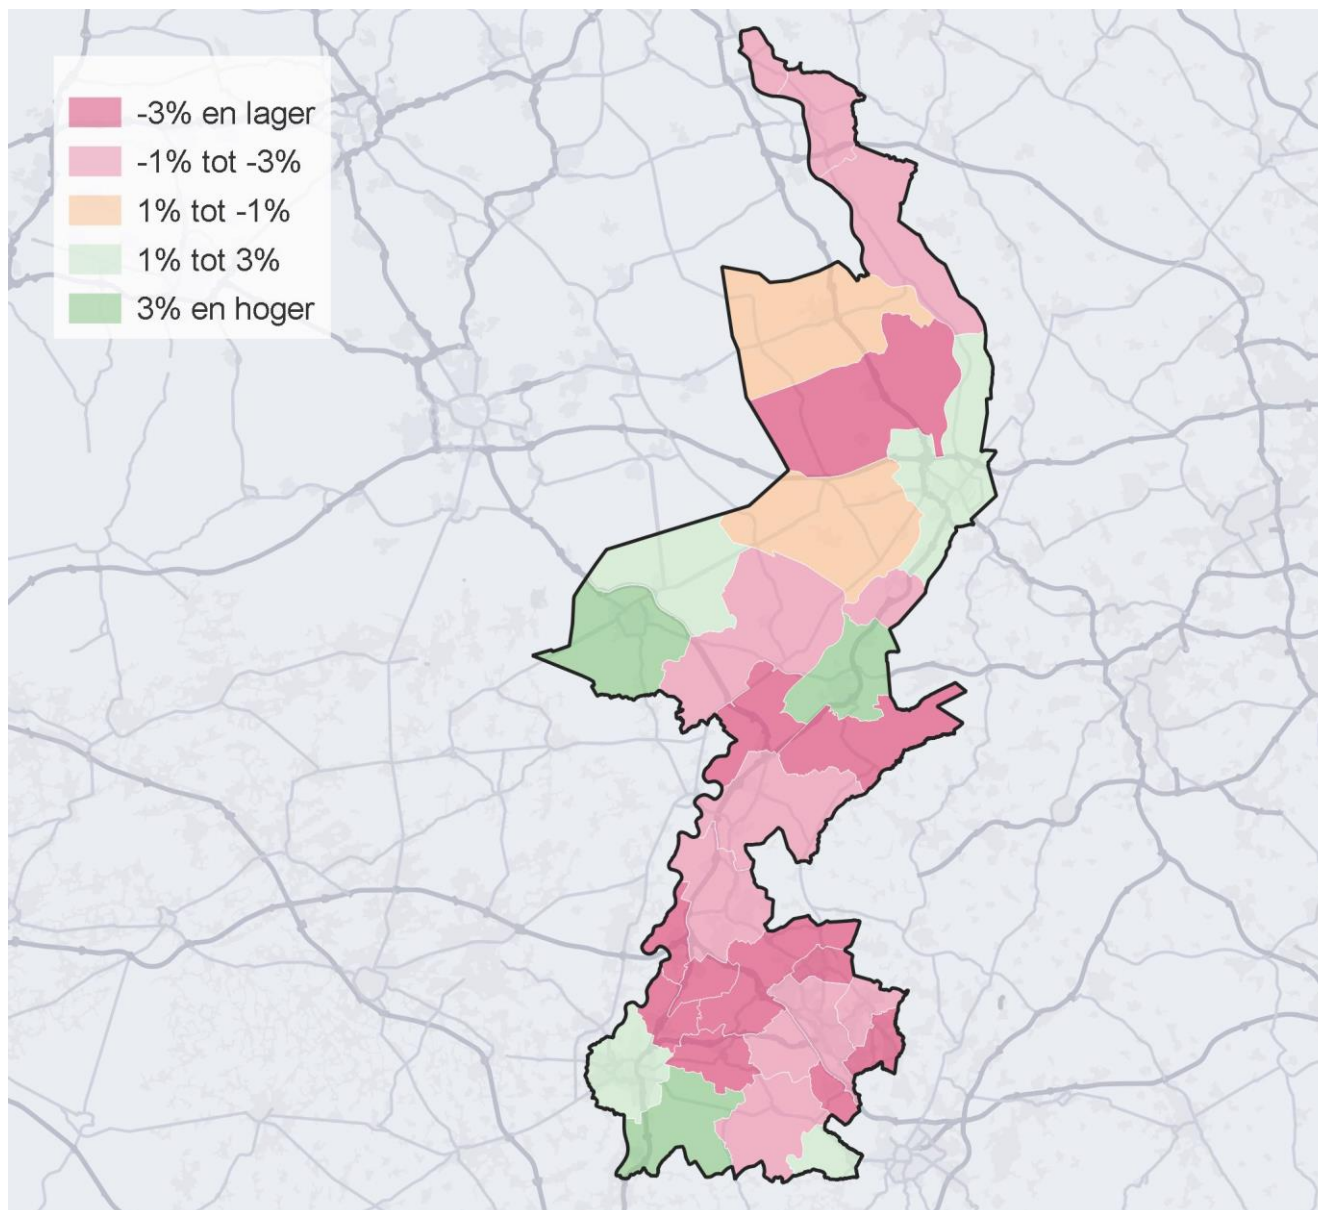 -3% en lager
-1% tot -3%
1% tot -1%
1% tot 3%
3% en hoger